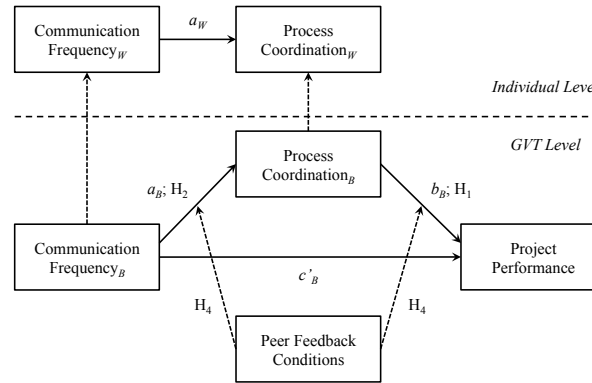 Communication
Frequency_W
a_W
Process
Coordination_W
Individual Level
GVT Level
Process
Coordination_B
a_B; H_2
b_B; H_1
Communication
Frequency_B
Project
Performance
c'_B
H_4
H_4
Peer Feedback
Conditions